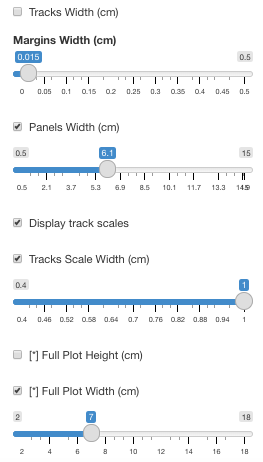 Tracks Width (cm)
Margins Width (cm)
0.015 0.5
0 0.05 0.1 0.15 0.2 0.25 0.3 0.35 0.4 0.45 0.5
Panels Width (cm)
0.5 6.1 15
0.5 2.1 3.7 5.3 6.9 8.5 10.1 11.7 13.3 14.9
Display track scales
Tracks Scale Width (cm)
0.4 1
0.4 0.46 0.52 0.58 0.64 0.7 0.76 0.82 0.88 0.94 1
[*] Full Plot Height (cm)
[*] Full Plot Width (cm)
2 7 18
2 4 6 8 10 12 14 16 18